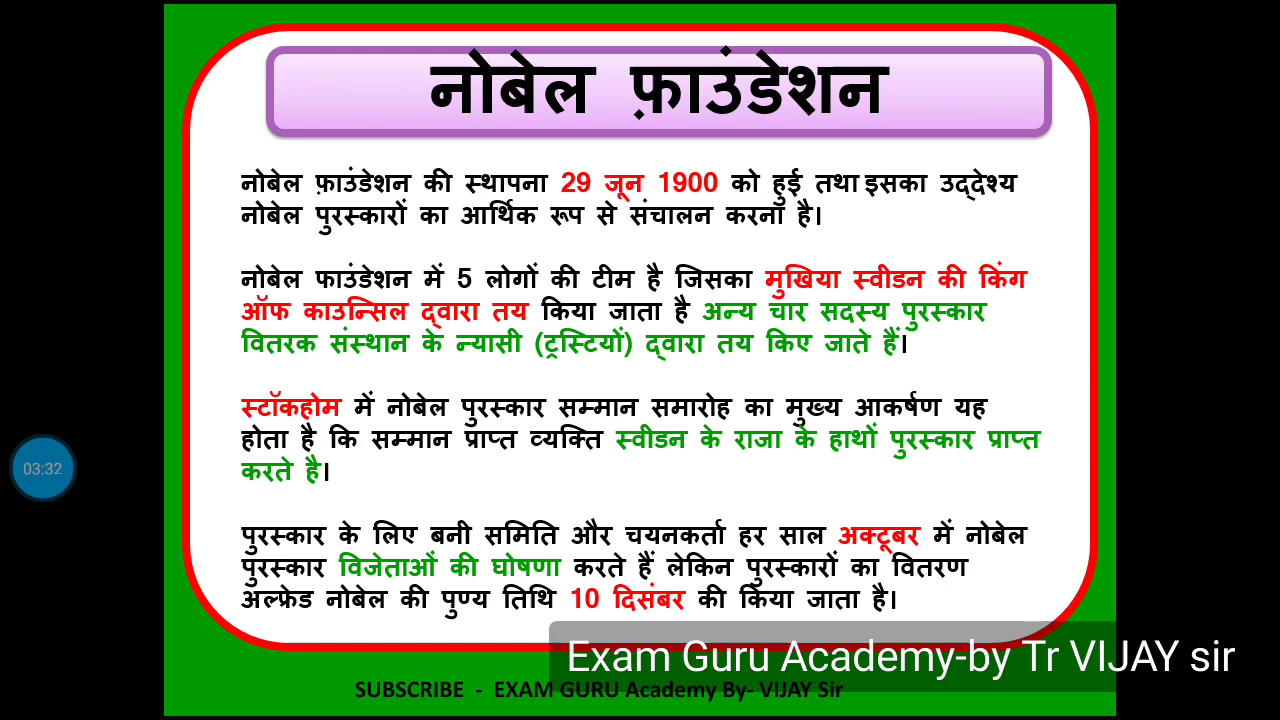 नोबेल फ़ाउंडेशन
नोबेल फ़ाउंडेशन की स्थापना 29 जून 1900 को हुई तथा इसका उद्देश्य
नोबेल पुरस्कारों का आर्थिक रूप से संचालन करना है।
नोबेल फाउंडेशन में 5 लोगों की टीम है जिसका मुखिया स्वीडन की किंग
ऑफ काउन्सिल द्वारा तय किया जाता है अन्य चार सदस्य पुरस्कार
वितरक संस्थान के न्यासी (ट्रस्टियों) द्वारा तय किए जाते हैं।
स्टॉकहोम में नोबेल पुरस्कार सम्मान समारोह का मुख्य आकर्षण यह
होता है कि सम्मान प्राप्त व्यक्ति स्वीडन के राजा के हाथों पुरस्कार प्राप्त
करते है।
पुरस्कार के लिए बनी समिति और चयनकर्ता हर साल अक्टूबर में नोबेल
पुरस्कार विजेताओं की घोषणा करते हैं लेकिन पुरस्कारों का वितरण
अल्फ्रेड नोबेल की पुण्य तिथि 10 दिसंबर की किया जाता है।
03:32
Exam Guru Academy-by Tr VIJAY sir
SUBSCRIBE - EXAM GURU Academy By- VIJAY Sir